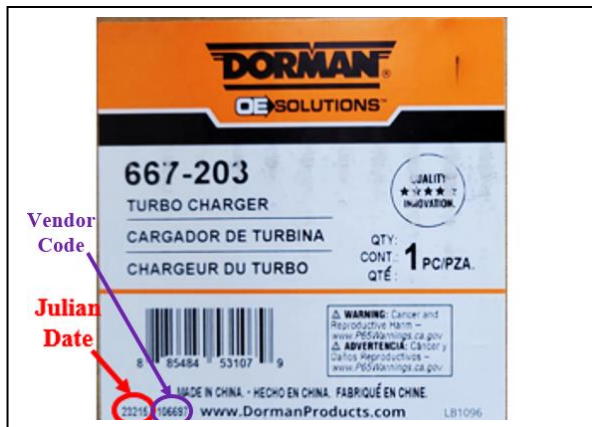 DORMAN®
OE SOLUTIONS™
667-203
TURBO CHARGER
CARGADOR DE TURBINA
CHARGEUR DU TURBO
QUALITY
INNOVATION
QTY:
CONT.: 1 PC/PZA.
QTÉ:
Vendor
Code
Julian
Date
8 85484 53107 9
⚠ WARNING: Cancer and
Reproductive Harm –
www.P65Warnings.ca.gov
⚠ ADVERTENCIA: Cáncer y
Daños Reproductivos –
www.P65Warnings.ca.gov
MADE IN CHINA. - HECHO EN CHINA. FABRIQUÉ EN CHINE.
23215 106697 www.DormanProducts.com LB1096